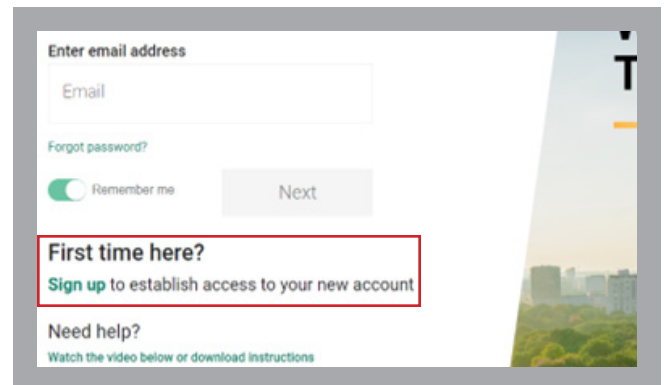 Enter email address
Email
Forgot password?
Remember me
Next
First time here?
Sign up to establish access to your new account
Need help?
Watch the video below or download instructions
T